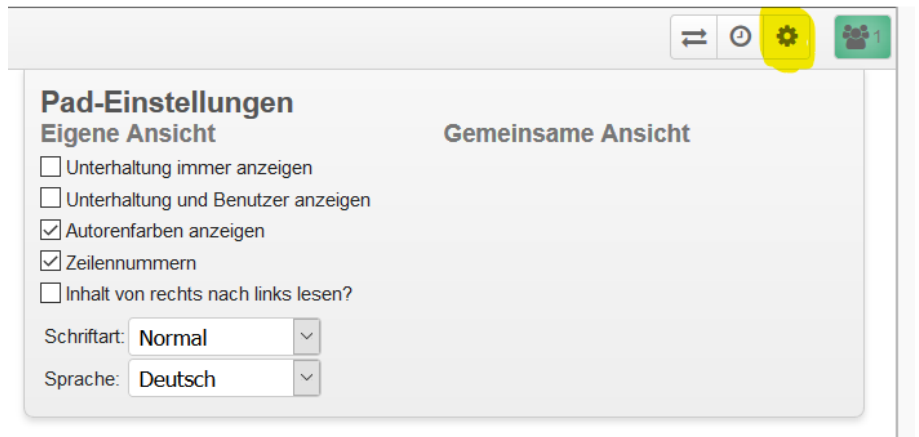 1
Pad-Einstellungen
Eigene Ansicht
Gemeinsame Ansicht
Unterhaltung immer anzeigen
Unterhaltung und Benutzer anzeigen
Autorenfarben anzeigen
Zeilennummern
Inhalt von rechts nach links lesen?
Schriftart: Normal
Sprache: Deutsch